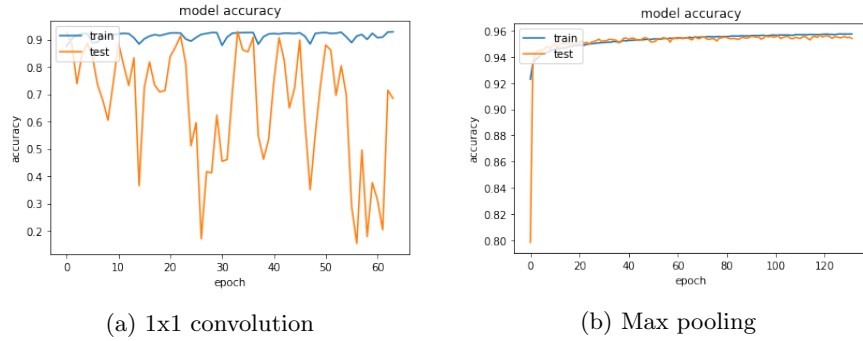 model accuracy
train
test
accuracy
0.9
0.8
0.7
0.6
0.5
0.4
0.3
0.2
0
10
20
30
40
50
60
epoch
(a) 1x1 convolution
model accuracy
train
test
accuracy
0.96
0.94
0.92
0.90
0.88
0.86
0.84
0.82
0.80
0
20
40
60
80
100
120
epoch
(b) Max pooling